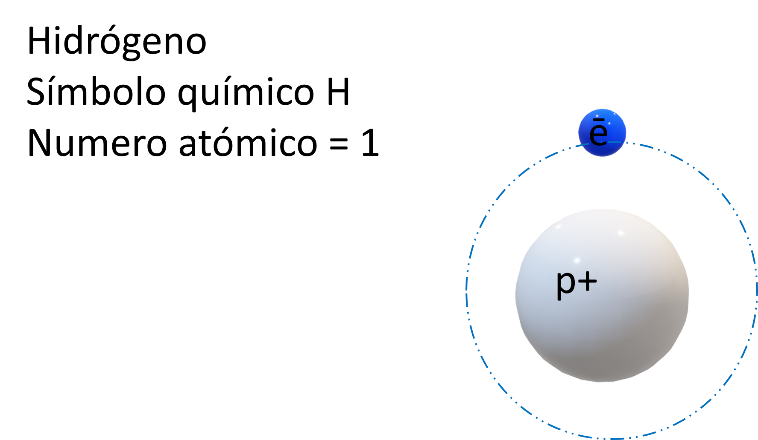 Hidrógeno
Símbolo químico H
Numero atómico = 1
ē
p+